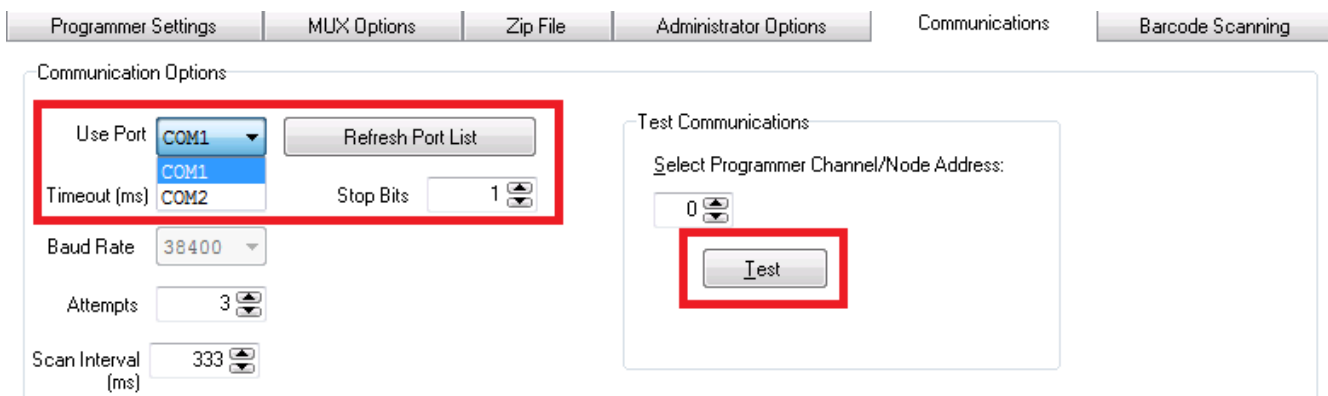 Programmer Settings MUX Options Zip File Administrator Options Communications Barcode Scanning
Communication Options
Use Port COM1 Refresh Port List
COM1
Timeout (ms) COM2 Stop Bits 1
Baud Rate 38400
Attempts 3
Scan Interval 333
(ms)
Test Communications
Select Programmer Channel/Node Address:
0
Test